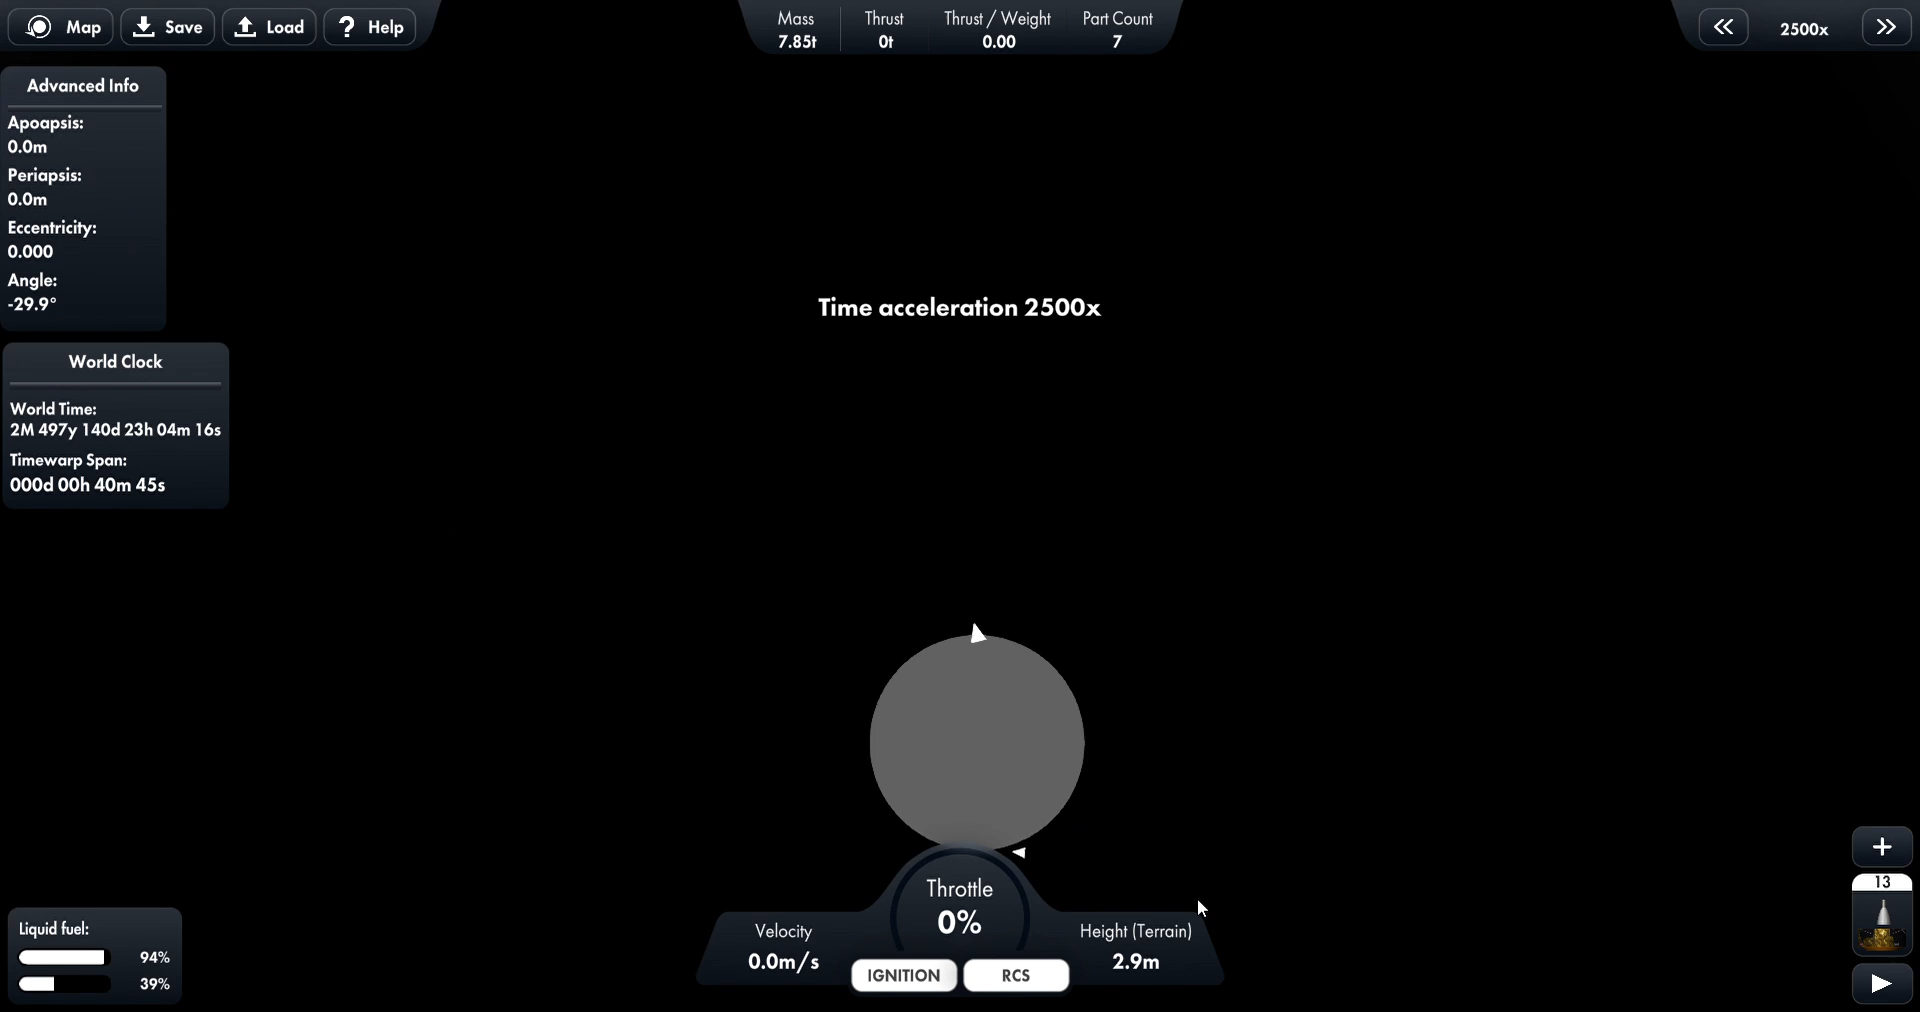 Map
Save
Load
Help
Mass
7.85t
Thrust
0t
Thrust / Weight
0.00
Part Count
7
2500x
Advanced Info
Apoapsis:
0.0m
Periapsis:
0.0m
Eccentricity:
0.000
Angle:
-29.9°
World Clock
World Time:
2M 497y 140d 23h 04m 16s
Timewarp Span:
000d 00h 40m 45s
Time acceleration 2500x
Liquid fuel:
94%
39%
Throttle
0%
Velocity
0.0m/s
IGNITION
RCS
Height (Terrain)
2.9m
13